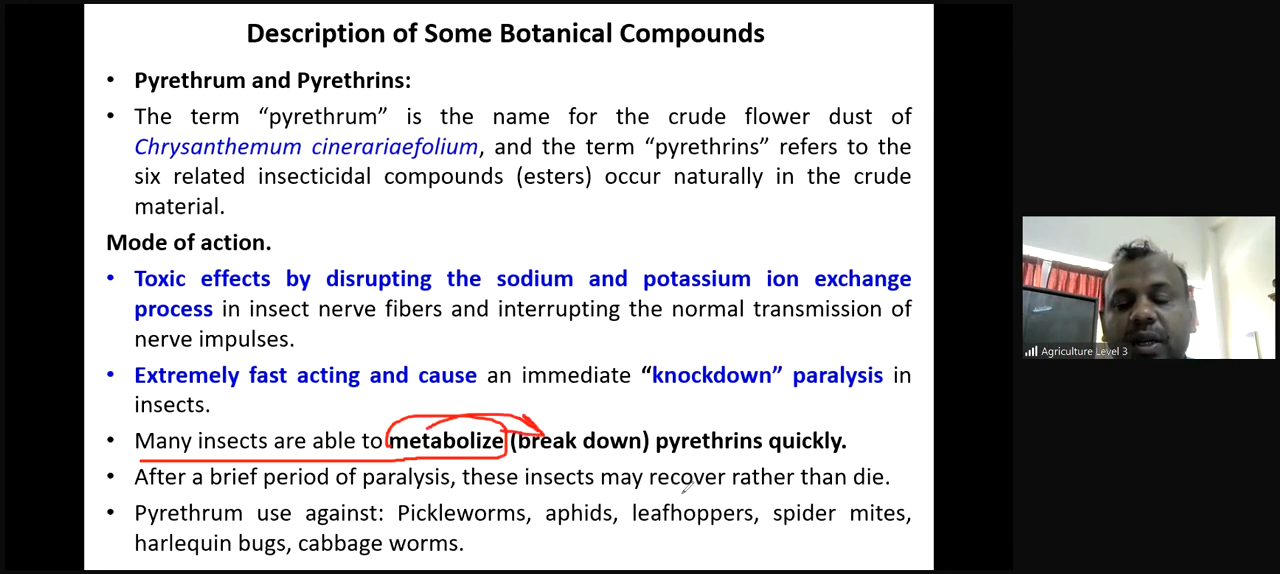 Description of Some Botanical Compounds
• Pyrethrum and Pyrethrins:
• The term “pyrethrum” is the name for the crude flower dust of
Chrysanthemum cinerariaefolium, and the term “pyrethrins” refers to the
six related insecticidal compounds (esters) occur naturally in the crude
material.
Mode of action.
• Toxic effects by disrupting the sodium and potassium ion exchange
process in insect nerve fibers and interrupting the normal transmission of
nerve impulses.
• Extremely fast acting and cause an immediate “knockdown” paralysis in
insects.
• Many insects are able to metabolize (break down) pyrethrins quickly.
• After a brief period of paralysis, these insects may recover rather than die.
• Pyrethrum use against: Pickleworms, aphids, leafhoppers, spider mites,
harlequin bugs, cabbage worms.
Agriculture Level 3